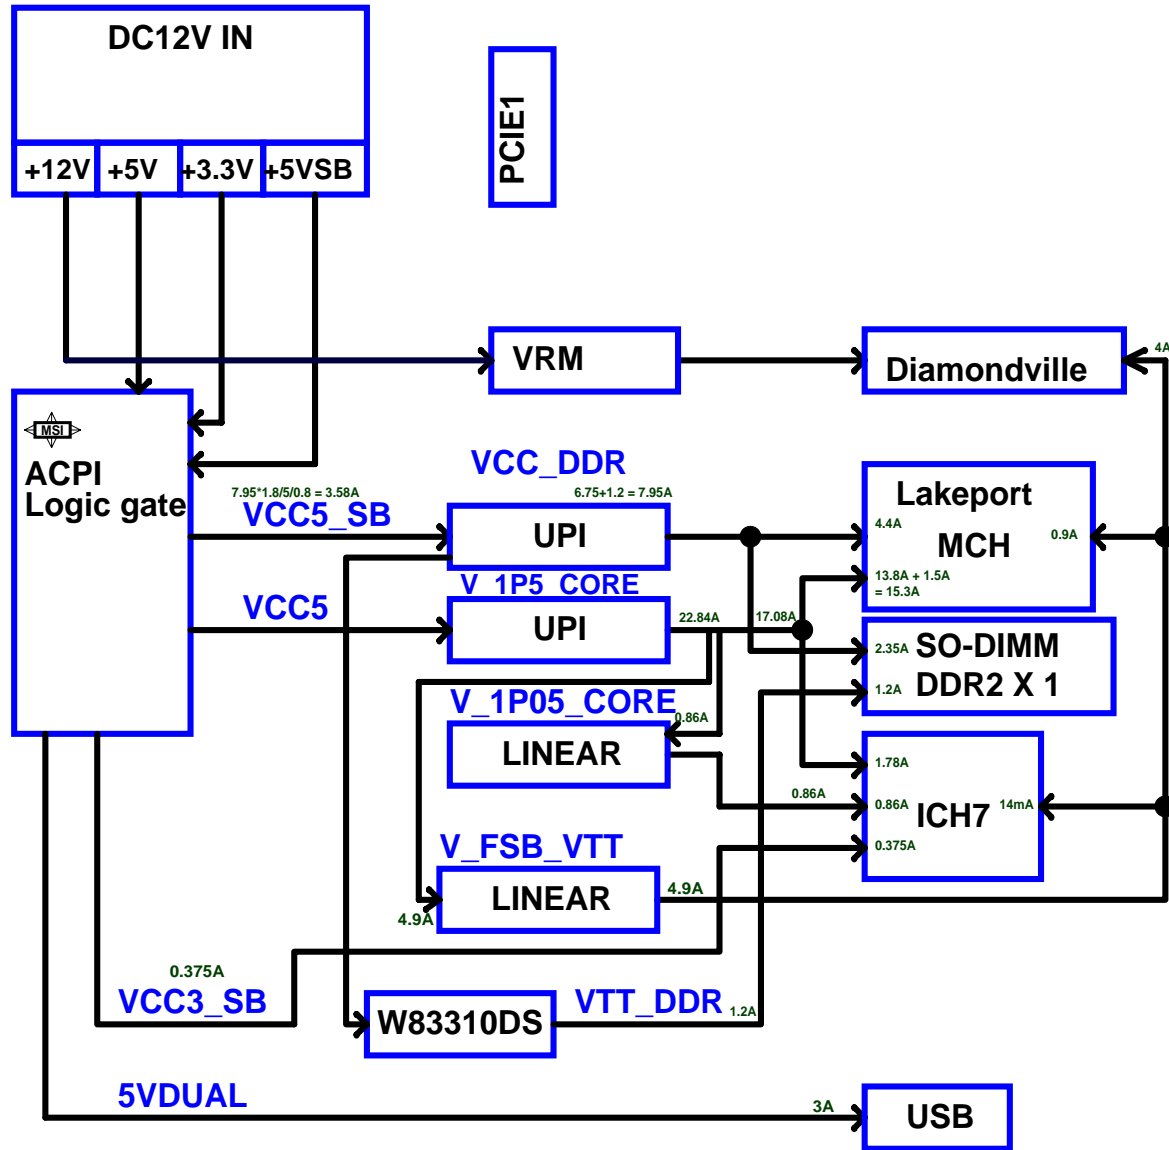 DC12V IN
+12V
+5V
+3.3V
+5VSB
PCIE1
VRM
Diamondville
4A
MSI
ACPI
Logic gate
7.95*1.8/5/0.8 = 3.58A
VCC5_SB
VCC_DDR
6.75+1.2 = 7.95A
UPI
Lakeport
MCH
4.4A
0.9A
13.8A + 1.5A
= 15.3A
VCC5
V_1P5_CORE
UPI
22.84A
17.08A
SO-DIMM
DDR2 X 1
2.35A
1.2A
V_1P05_CORE
0.86A
LINEAR
0.86A
ICH7
1.78A
0.86A
0.375A
14mA
V_FSB_VTT
LINEAR
4.9A
4.9A
0.375A
VCC3_SB
W83310DS
VTT_DDR
1.2A
5VDUAL
3A
USB